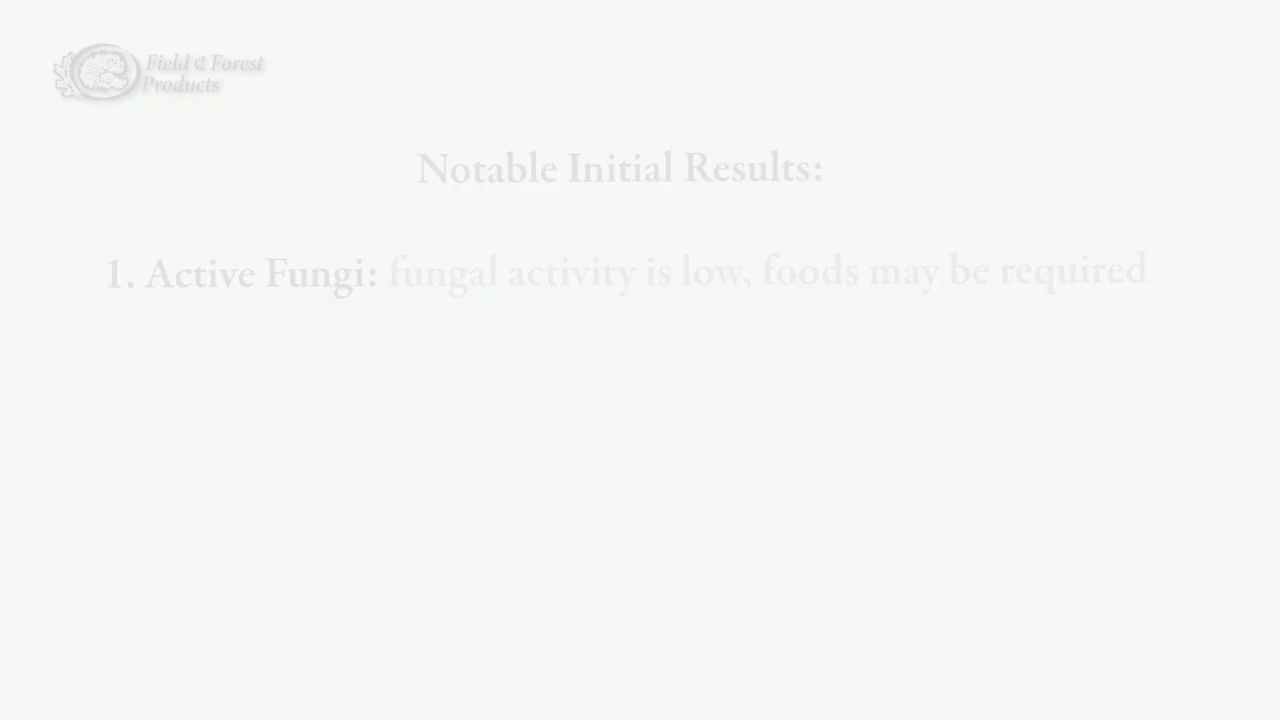 Field & Forest
Products
Notable Initial Results:
1. Active Fungi: fungal activity is low, foods may be required